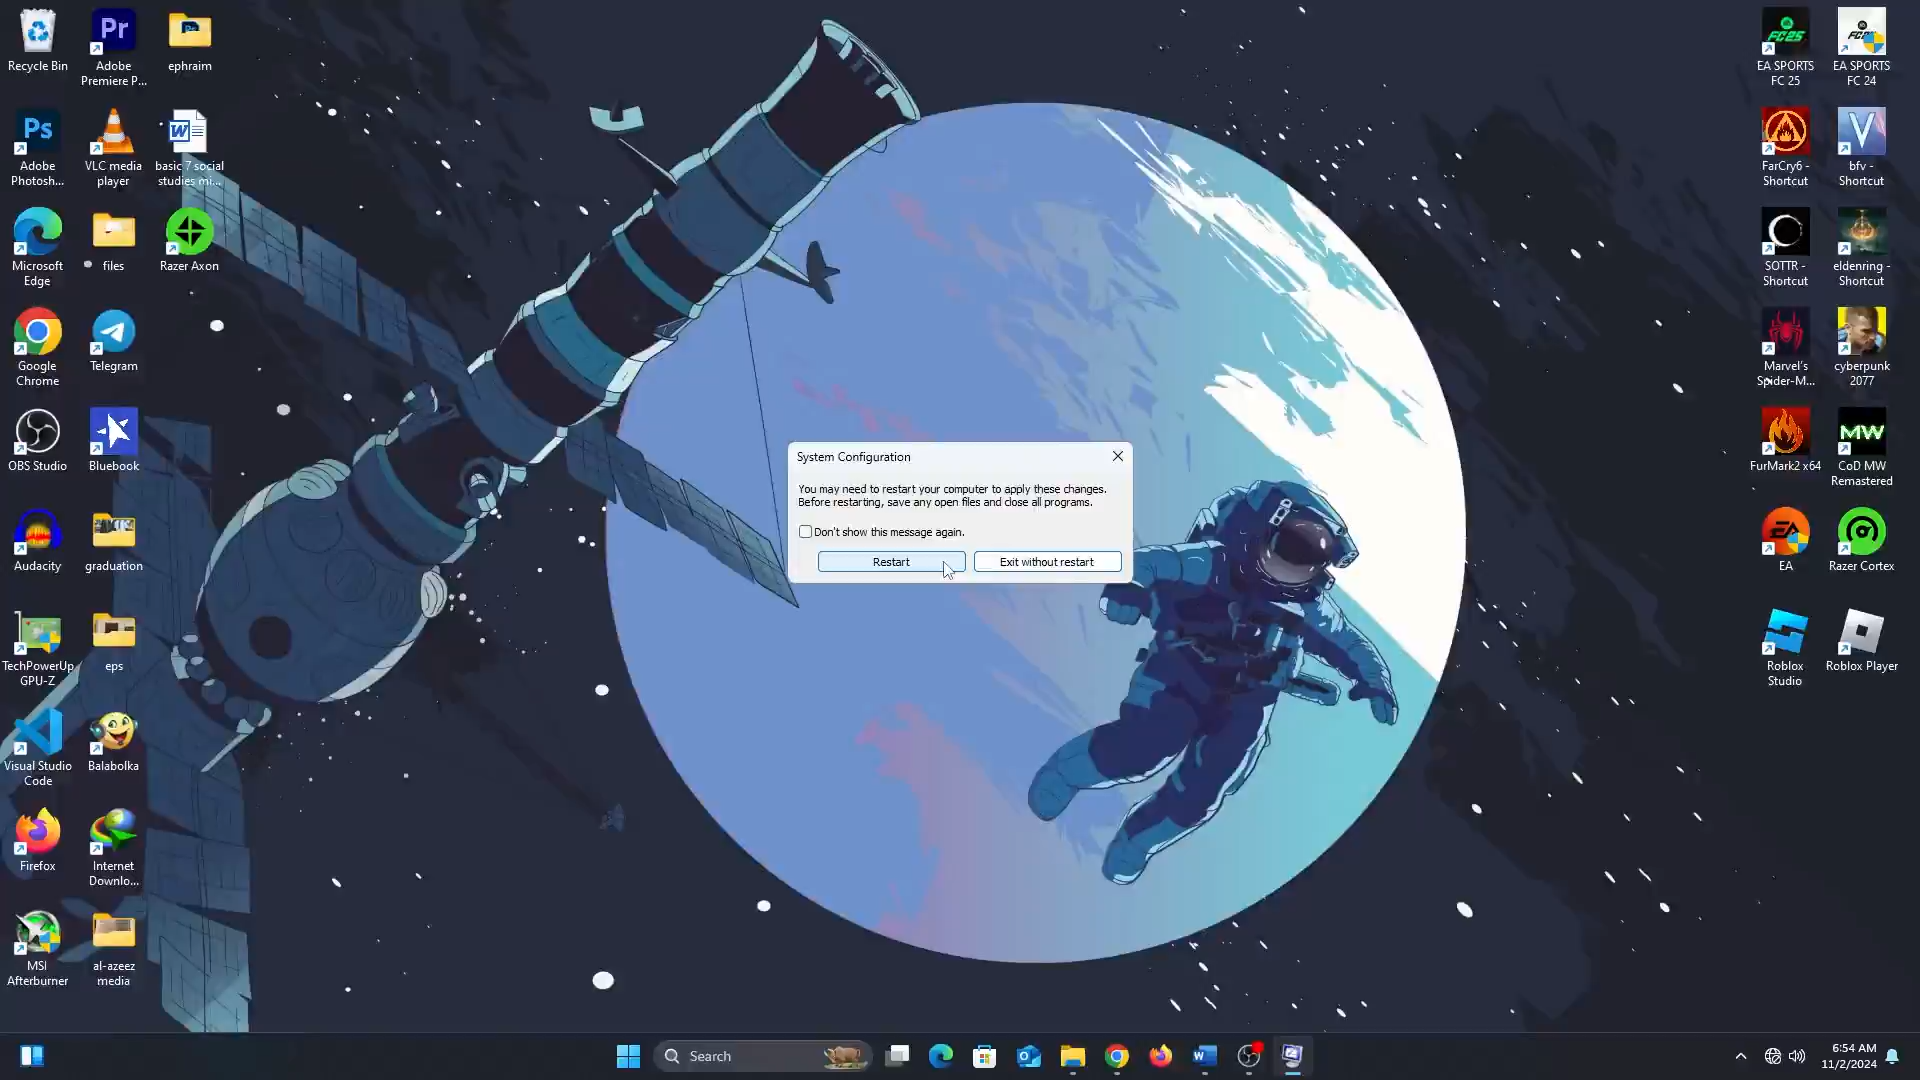 Recycle Bin
Adobe
Premiere P...
ephraim
Adobe
Photosh...
VLC media
player
basic 7 social
studies mi...
Microsoft
Edge
files
Razer Axon
Google
Chrome
Telegram
OBS Studio
Bluebook
Audacity
graduation
TechPowerUp
GPU-Z
eps
Visual Studio
Code
Balabolka
Firefox
Internet
Downlo...
MSI
Afterburner
al-azeez
media
System Configuration
You may need to restart your computer to apply these changes.
Before restarting, save any open files and close all programs.
Don't show this message again.
Restart
Exit without restart
EA SPORTS
FC 25
EA SPORTS
FC 24
FarCry6 -
Shortcut
bfv -
Shortcut
SOTTR -
Shortcut
eldenring -
Shortcut
Marvel's
Spider-M...
cyberpunk
2077
FurMark2 x64
MW
CoD MW
Remastered
EA
Razer Cortex
Roblox
Studio
Roblox Player
Search
6:54 AM
11/2/2024